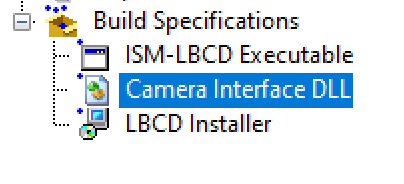 Build Specifications
ISM-LBCD Executable
Camera Interface DLL
LBCD Installer